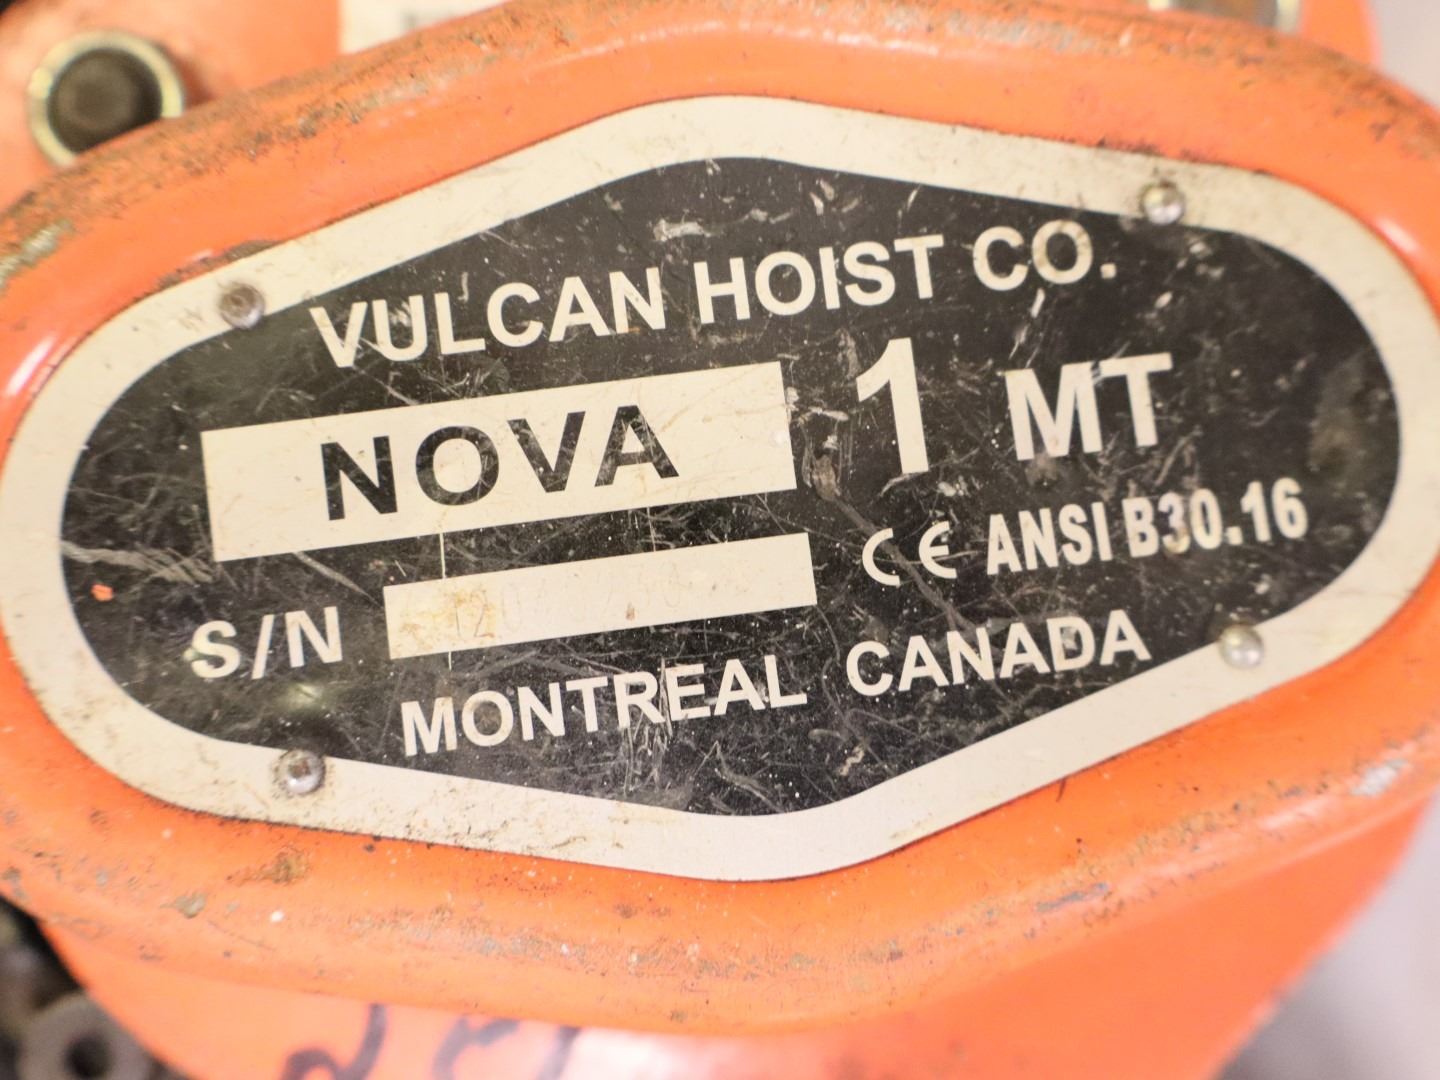 VULCAN HOIST CO.
NOVA 1 MT
CE ANSI B30.16
S/N
MONTREAL CANADA